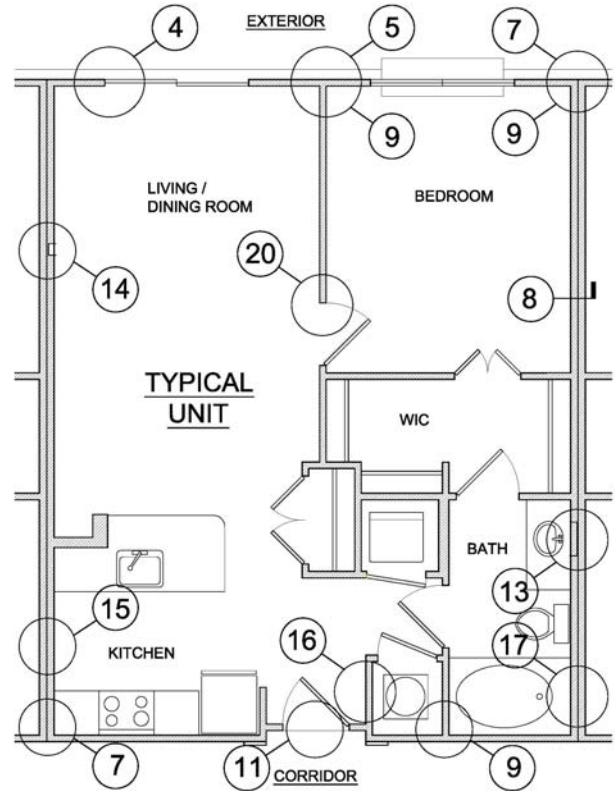 EXTERIOR
4
5
7
9
9
LIVING /
DINING ROOM
BEDROOM
20
14
8
TYPICAL
UNIT
WIC
BATH
13
15
16
17
KITCHEN
7
11
CORRIDOR
9